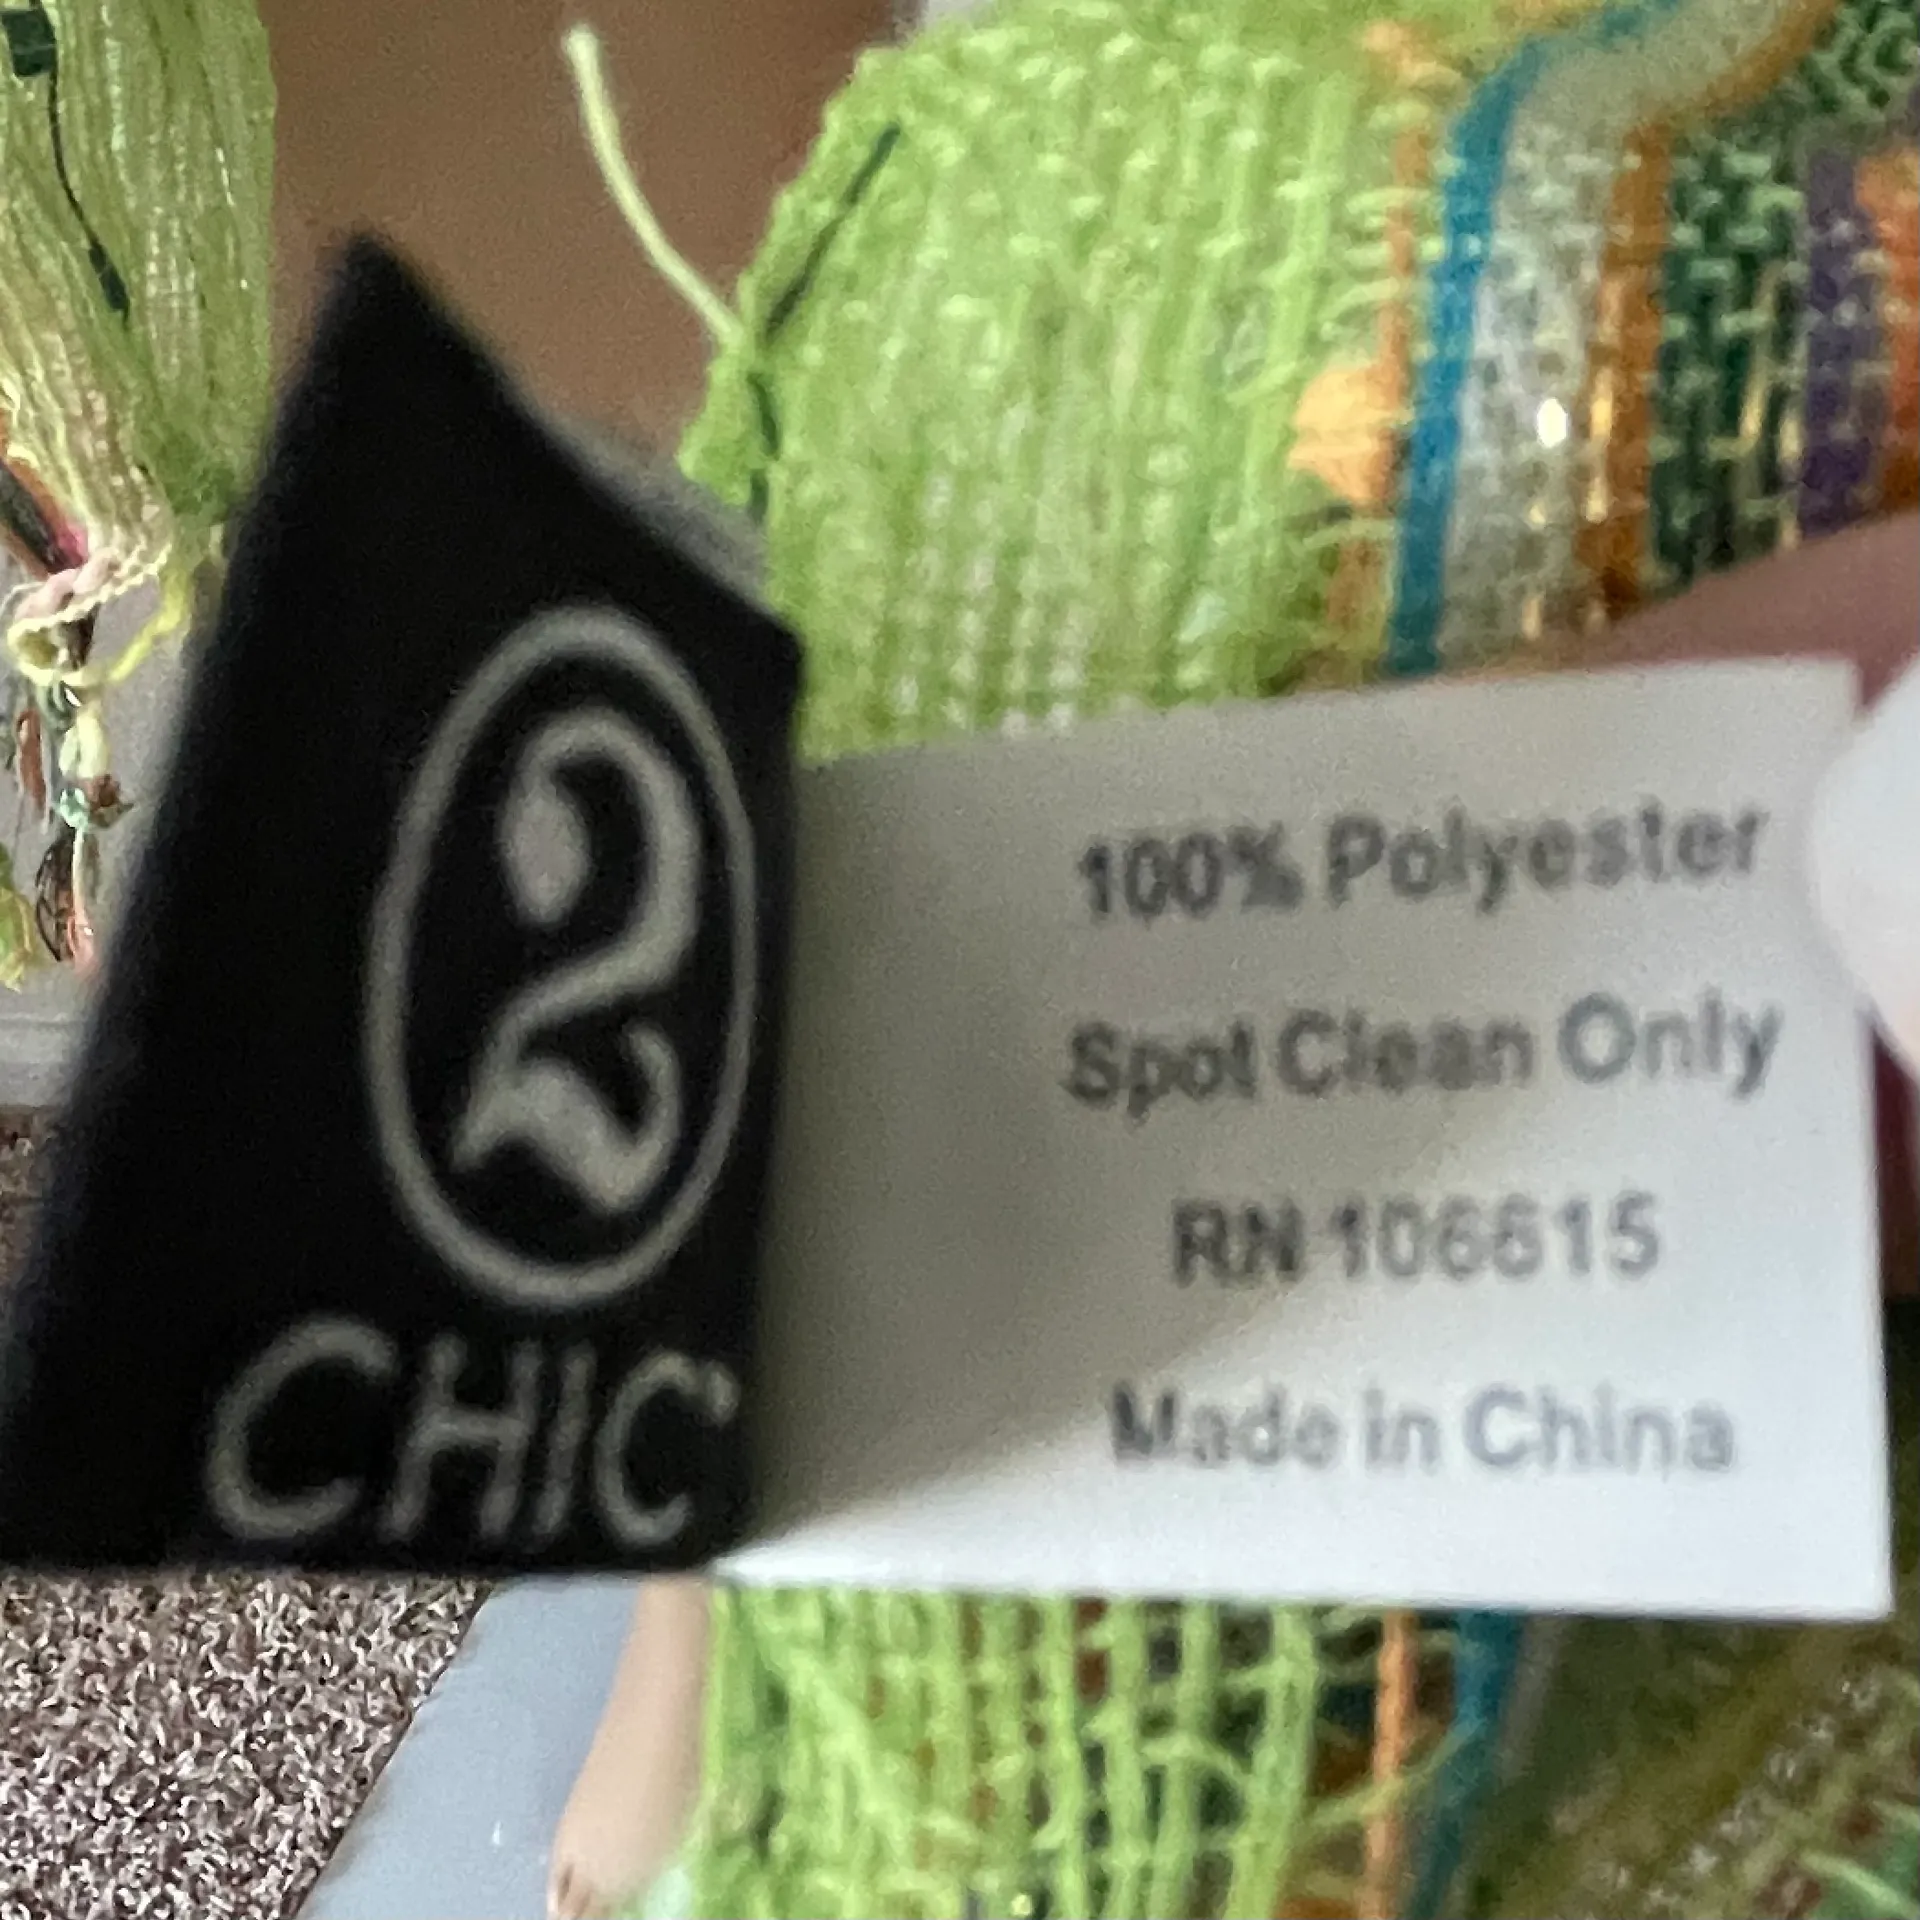 2
CHIC
100% Polyester
Spot Clean Only
RN 106615
Made in China